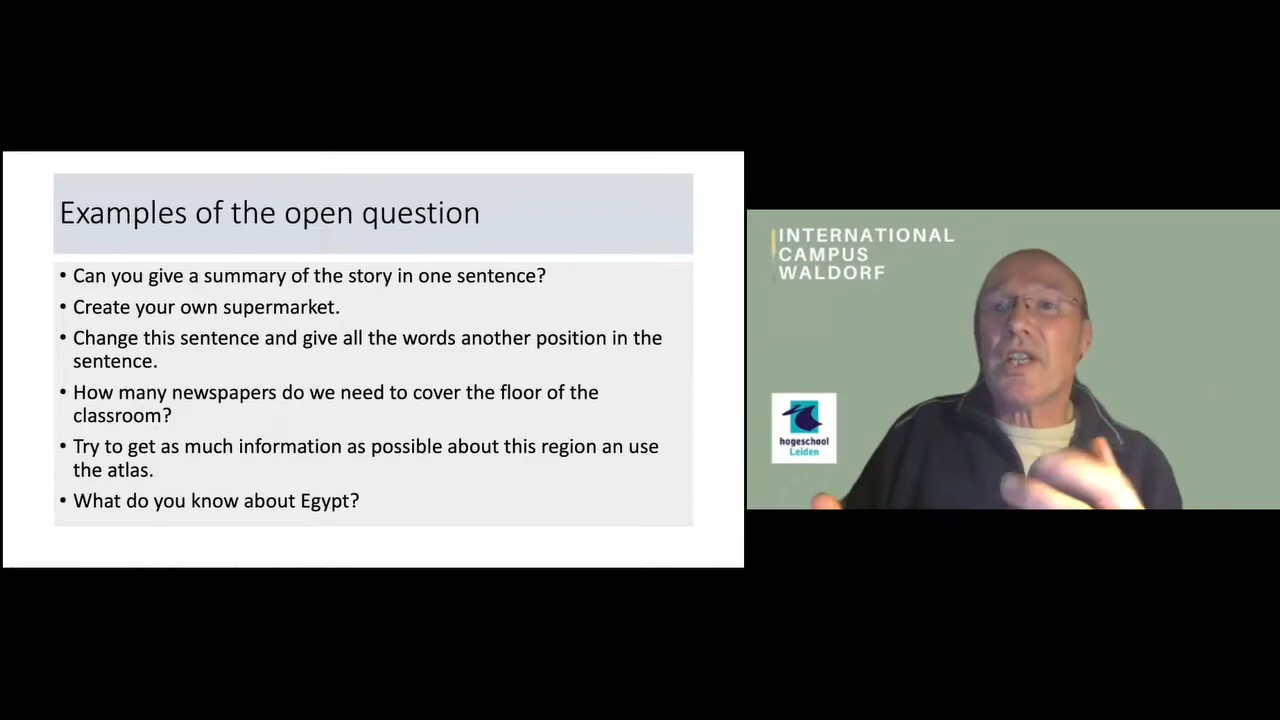 Examples of the open question
• Can you give a summary of the story in one sentence?
• Create your own supermarket.
• Change this sentence and give all the words another position in the
sentence.
• How many newspapers do we need to cover the floor of the
classroom?
• Try to get as much information as possible about this region an use
the atlas.
• What do you know about Egypt?
INTERNATIONAL
CAMPUS
WALDORF
hogeschool
Leiden